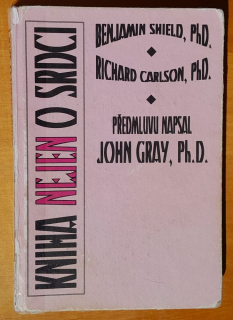 KNIHA NEJEN O SRDCI
BENJAMIN SHIELD, PhD.
RICHARD CARLSON, PhD.
PŘEDMLUVU NAPSAL
JOHN GRAY, Ph.D.